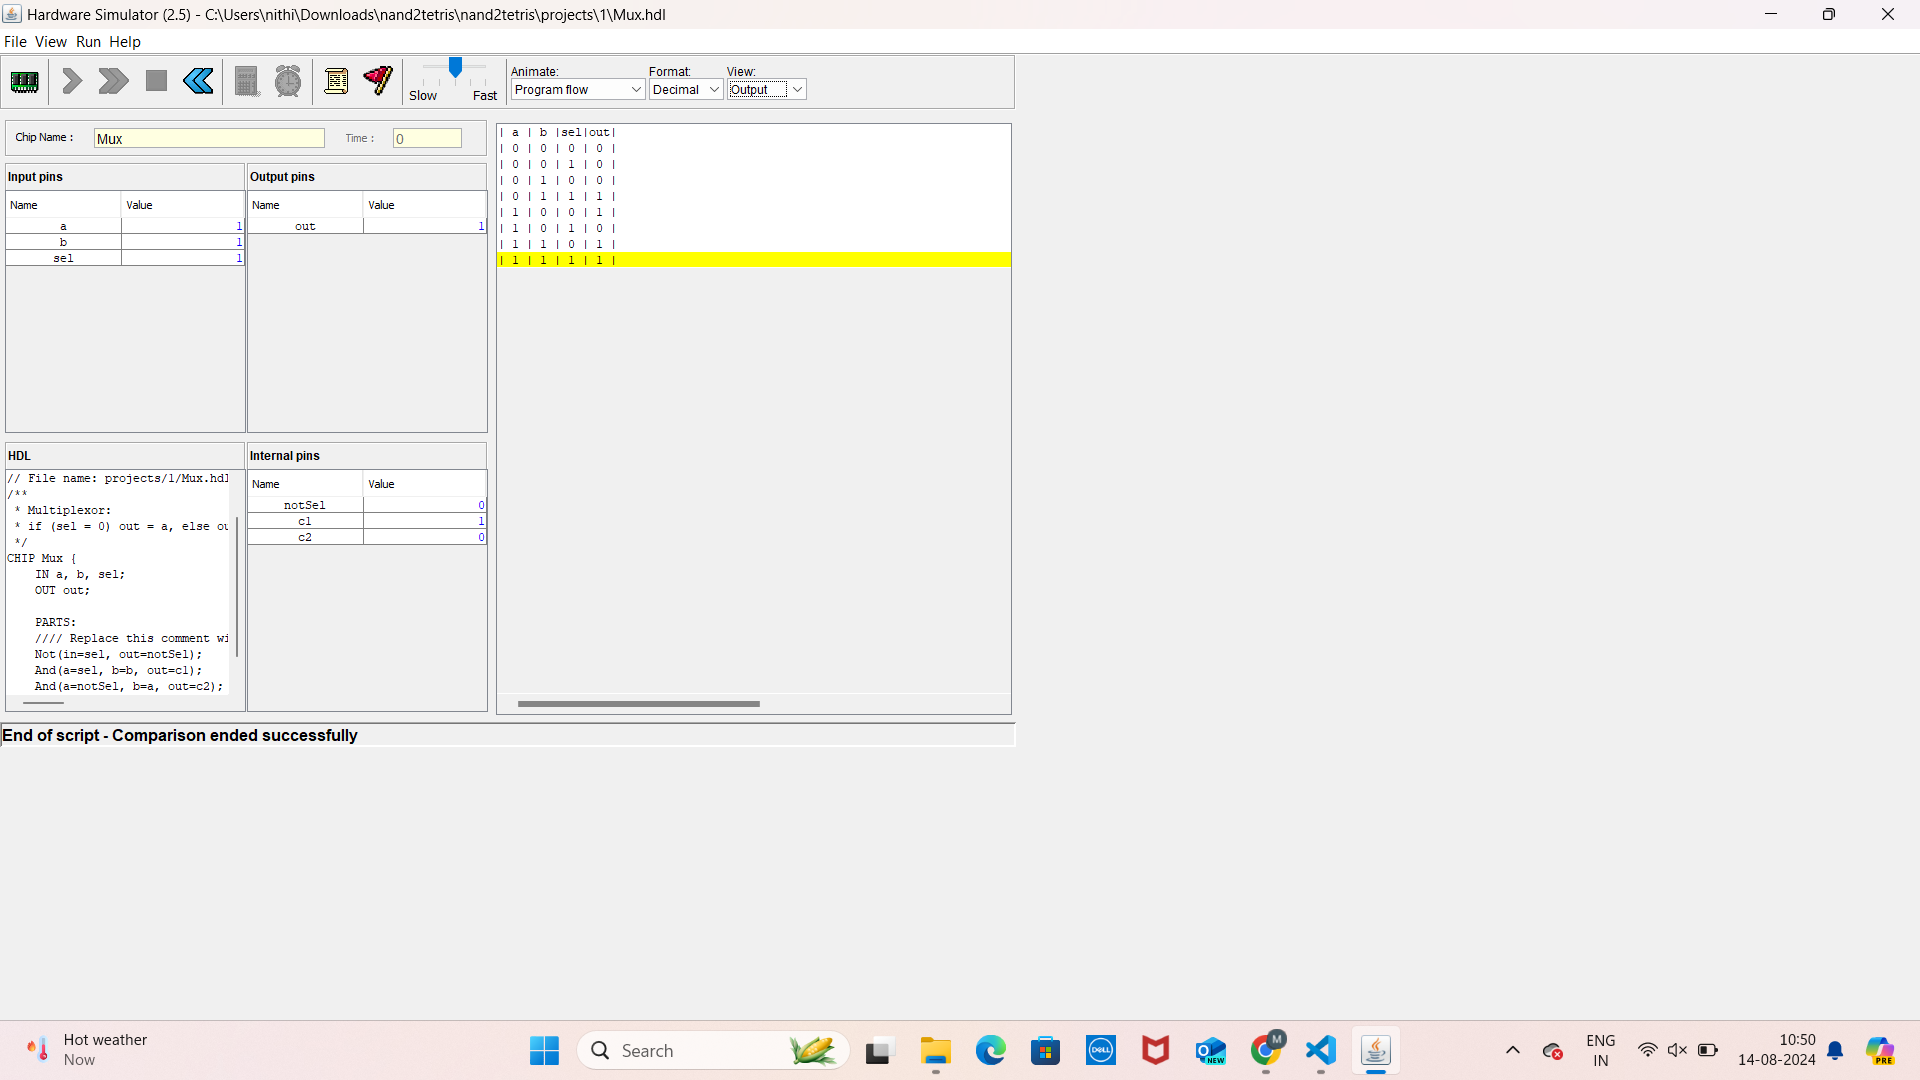 Hardware Simulator (2.5) - C:\Users\nithi\Downloads\nand2tetris\nand2tetris\projects\1\Mux.hdl
File View Run Help
Slow Fast
Animate:
Program flow
Format:
Decimal
View:
Output
Chip Name :
Mux
Time :
0
Input pins
Name Value
a 1
b 1
sel 1
Output pins
Name Value
out 1
| a | b |sel|out|
| 0 | 0 | 0 | 0 |
| 0 | 0 | 1 | 0 |
| 0 | 1 | 0 | 0 |
| 0 | 1 | 1 | 1 |
| 1 | 0 | 0 | 1 |
| 1 | 0 | 1 | 0 |
| 1 | 1 | 0 | 1 |
| 1 | 1 | 1 | 1 |
HDL
// File name: projects/1/Mux.hdl
/**
* Multiplexor:
* if (sel = 0) out = a, else ou
*/
CHIP Mux {
IN a, b, sel;
OUT out;
PARTS:
//// Replace this comment wi
Not(in=sel, out=notSel);
And(a=sel, b=b, out=c1);
And(a=notSel, b=a, out=c2);
Internal pins
Name Value
notSel 0
c1 1
c2 0
End of script - Comparison ended successfully
Hot weather
Now
Search
DELL
NEW
M
ENG
IN
10:50
14-08-2024
PRE